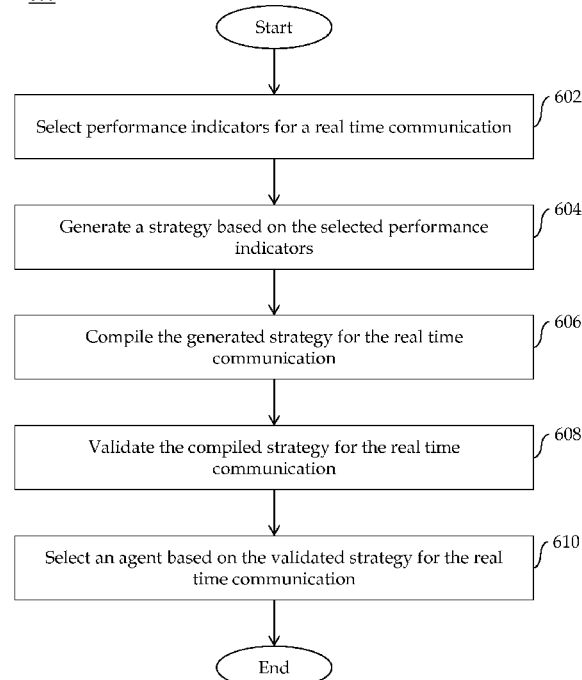 Start
602
Select performance indicators for a real time communication
604
Generate a strategy based on the selected performance
indicators
606
Compile the generated strategy for the real time
communication
608
Validate the compiled strategy for the real time
communication
610
Select an agent based on the validated strategy for the real
time communication
End